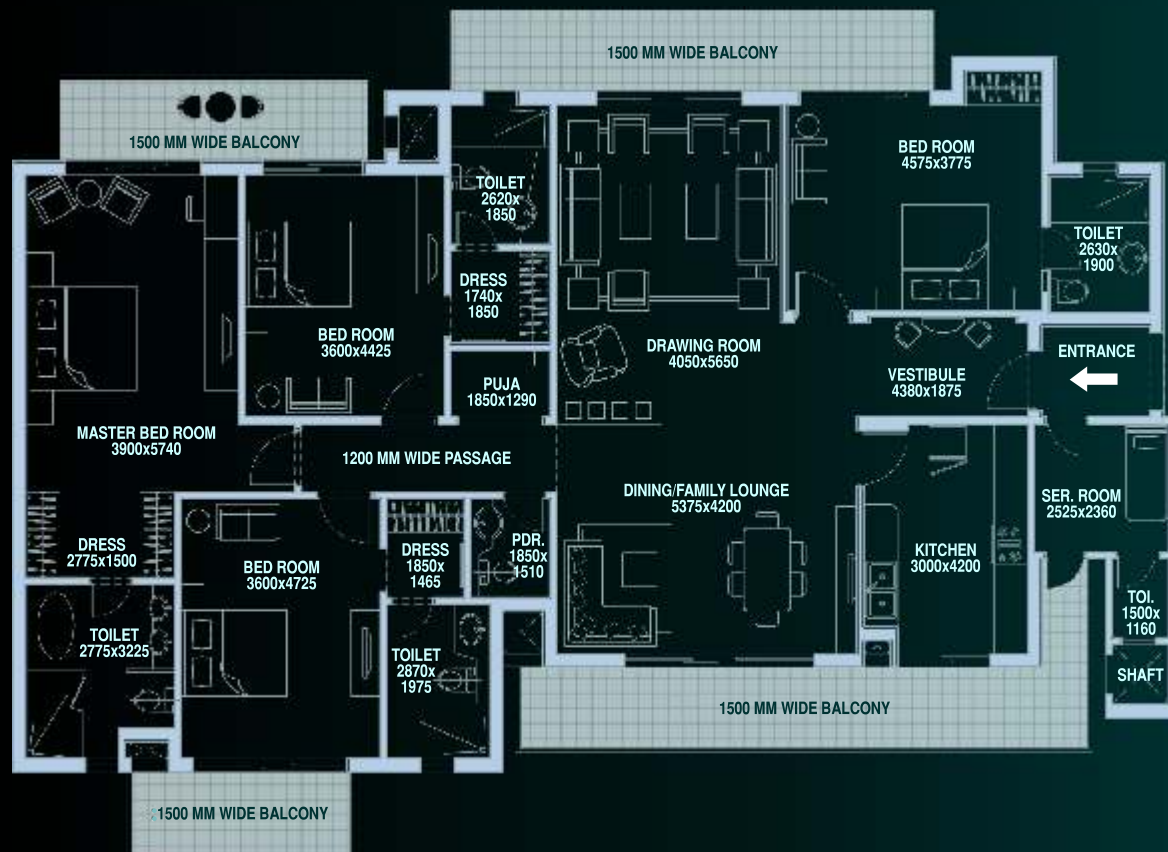 1500 MM WIDE BALCONY
1500 MM WIDE BALCONY
BED ROOM
4575x3775
TOILET
2620x
1850
TOILET
2630x
1900
DRESS
1740x
1850
BED ROOM
3600x4425
DRAWING ROOM
4050x5650
ENTRANCE
VESTIBULE
4380x1875
PUJA
1850x1290
MASTER BED ROOM
3900x5740
1200 MM WIDE PASSAGE
DINING/FAMILY LOUNGE
5375x4200
SER. ROOM
2525x2360
DRESS
2775x1500
BED ROOM
3600x4725
DRESS
1850x
1465
PDR.
1850x
1510
KITCHEN
3000x4200
TOILET
2775x3225
TOILET
2870x
1975
TOI.
1500x
1160
SHAFT
1500 MM WIDE BALCONY
1500 MM WIDE BALCONY